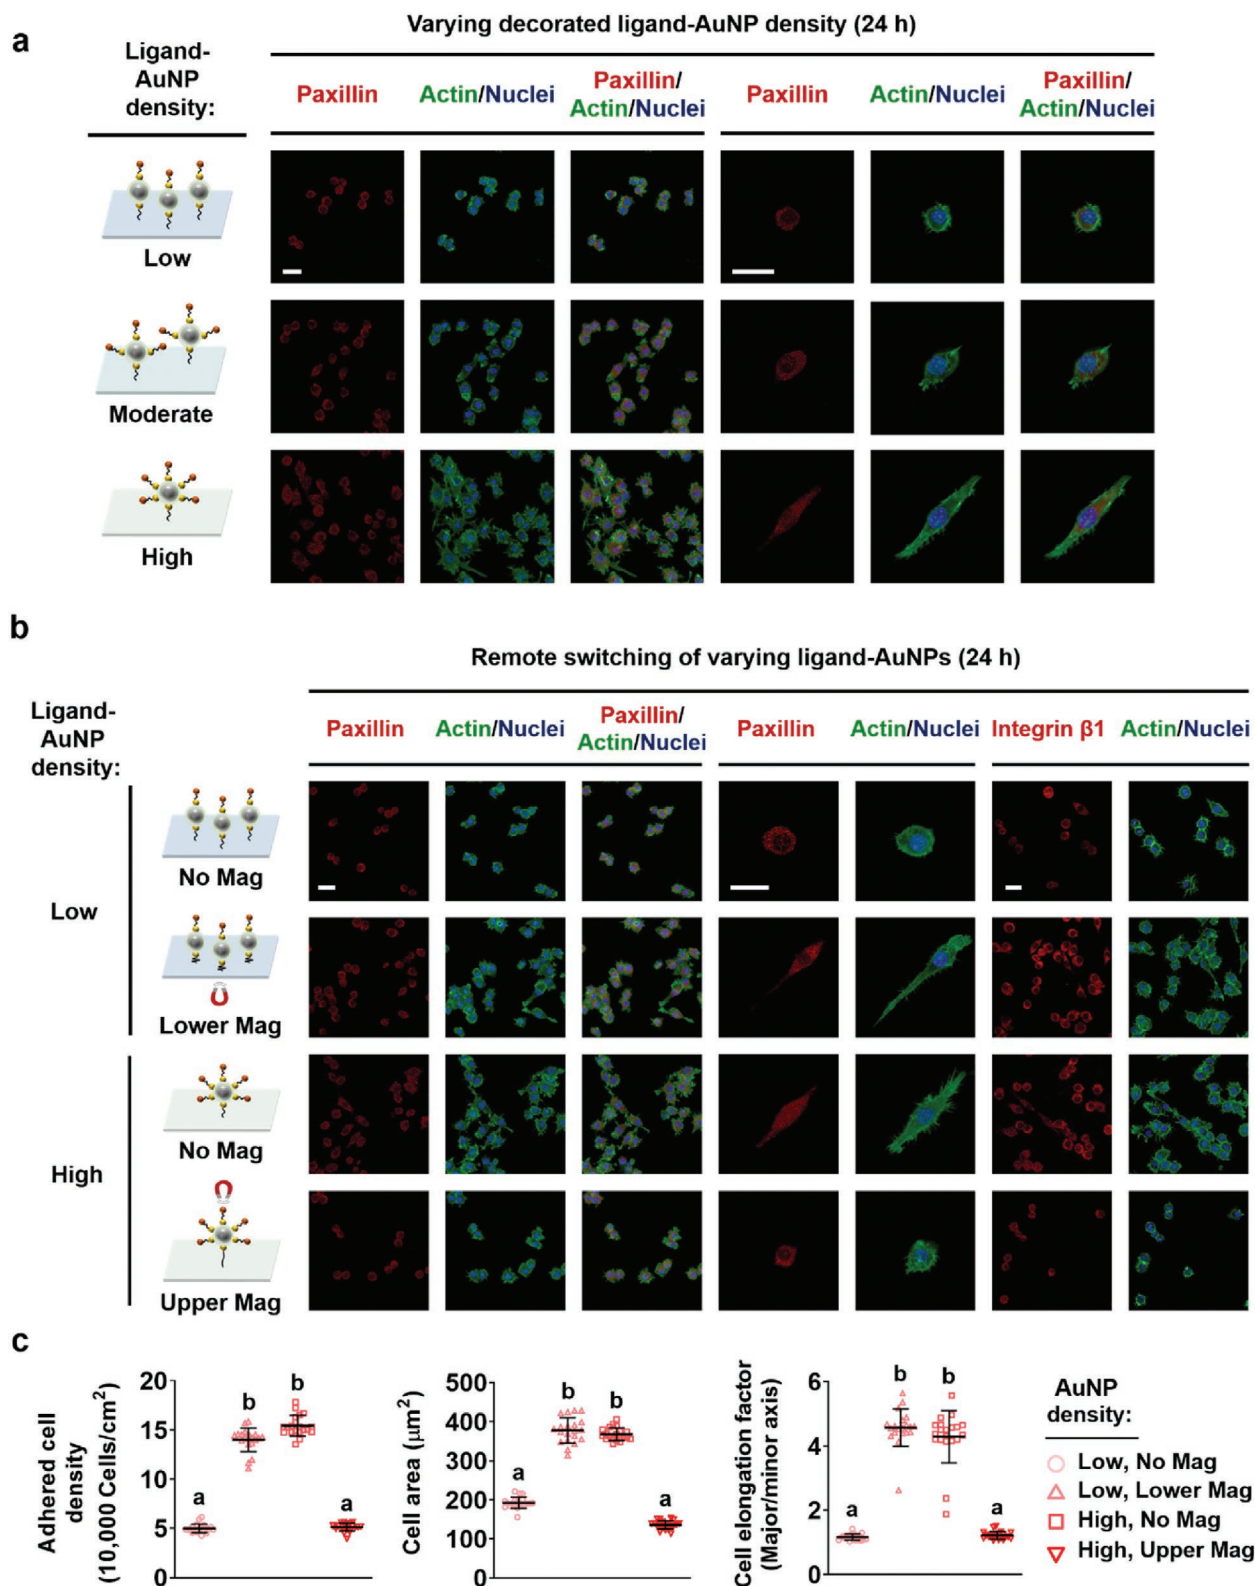 a
Varying decorated ligand-AuNP density (24 h)
Ligand-
AuNP
density:
Paxillin
Actin/Nuclei
Paxillin/
Actin/Nuclei
Paxillin
Actin/Nuclei
Paxillin/
Actin/Nuclei
Low
Moderate
High
b
Remote switching of varying ligand-AuNPs (24 h)
Ligand-
AuNP
density:
Paxillin
Actin/Nuclei
Paxillin/
Actin/Nuclei
Paxillin
Actin/Nuclei
Integrin β1
Actin/Nuclei
Low
No Mag
Lower Mag
High
No Mag
Upper Mag
c
Adhered cell
density
(10,000 Cells/cm²)
20
15
10
5
0
a
b
b
a
Cell area (μm²)
500
400
300
200
100
0
a
b
b
a
Cell elongation factor
(Major/minor axis)
6
4
2
0
a
b
b
a
AuNP
density:
Low, No Mag
Low, Lower Mag
High, No Mag
High, Upper Mag